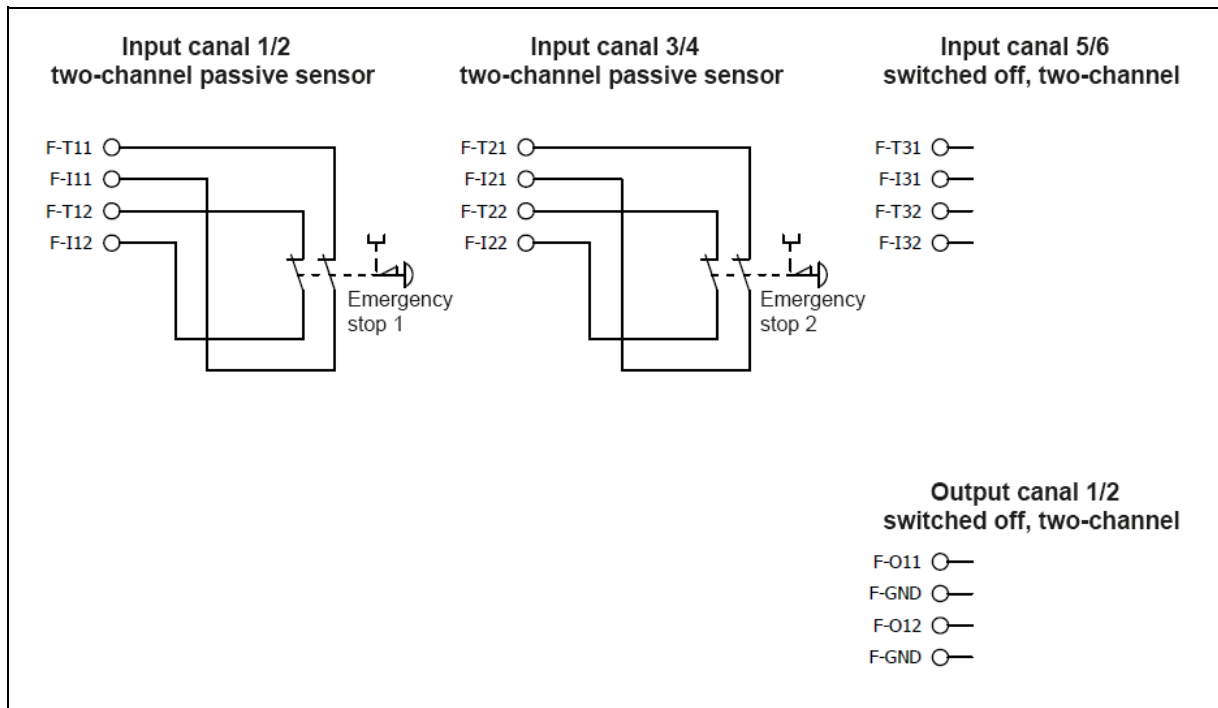 Input canal 1/2
two-channel passive sensor
F-T11
F-I11
F-T12
F-I12
Emergency
stop 1
Input canal 3/4
two-channel passive sensor
F-T21
F-I21
F-T22
F-I22
Emergency
stop 2
Input canal 5/6
switched off, two-channel
F-T31
F-I31
F-T32
F-I32
Output canal 1/2
switched off, two-channel
F-O11
F-GND
F-O12
F-GND